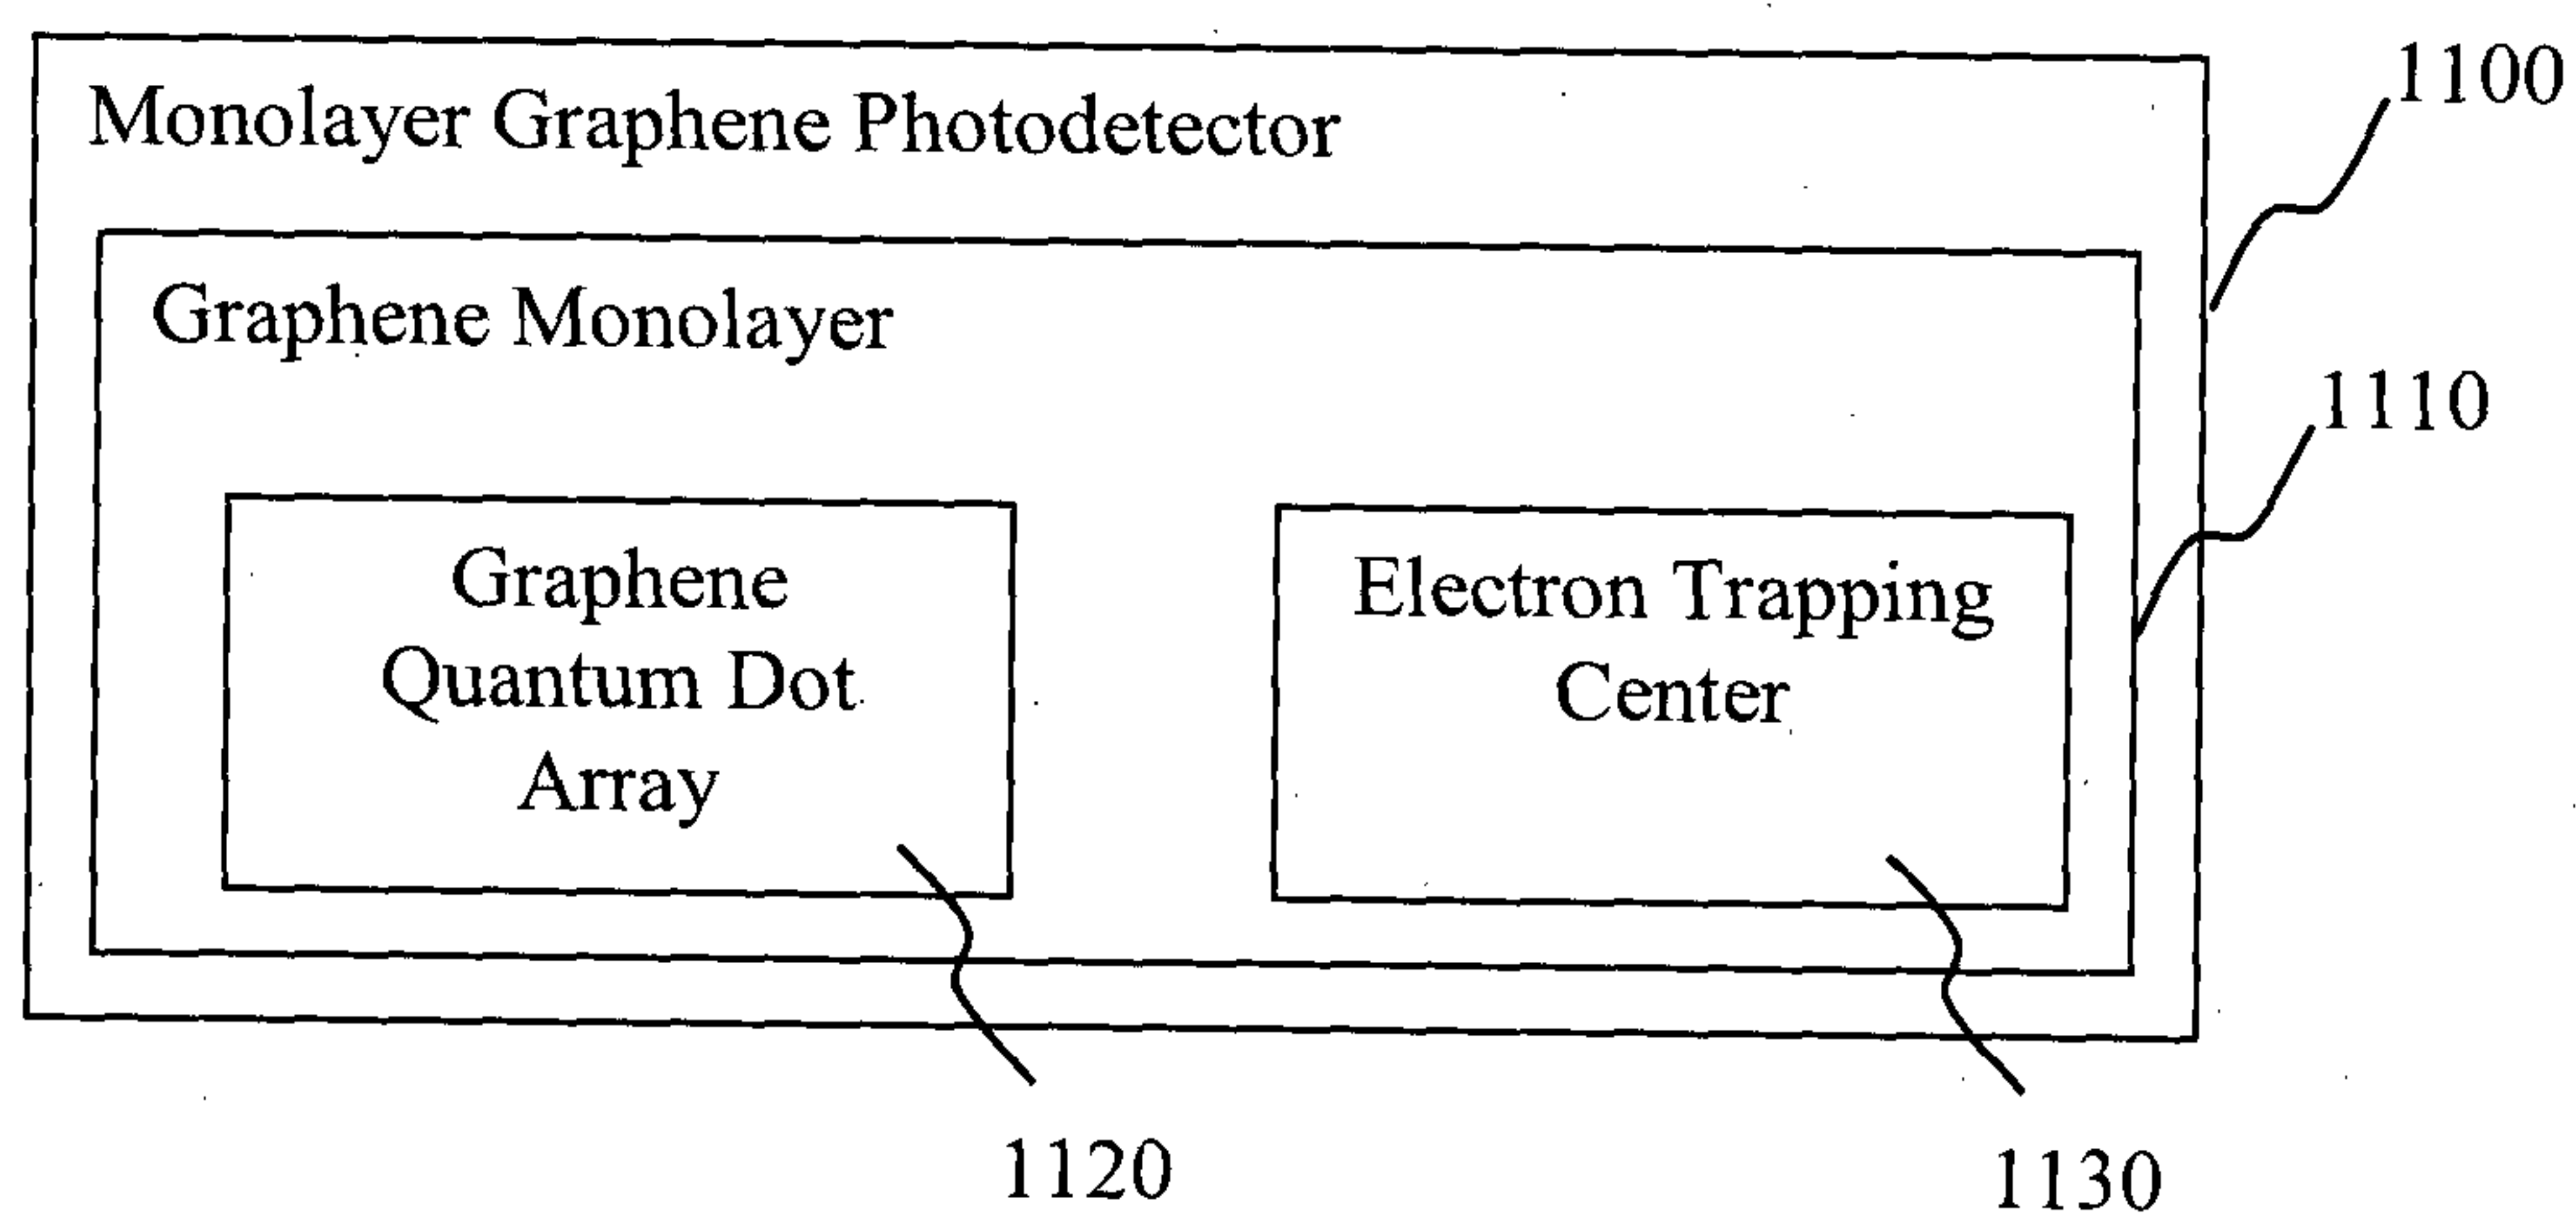 Monolayer Graphene Photodetector
1100
Graphene Monolayer
1110
Graphene
Quantum Dot
Array
Electron Trapping
Center
1120
1130